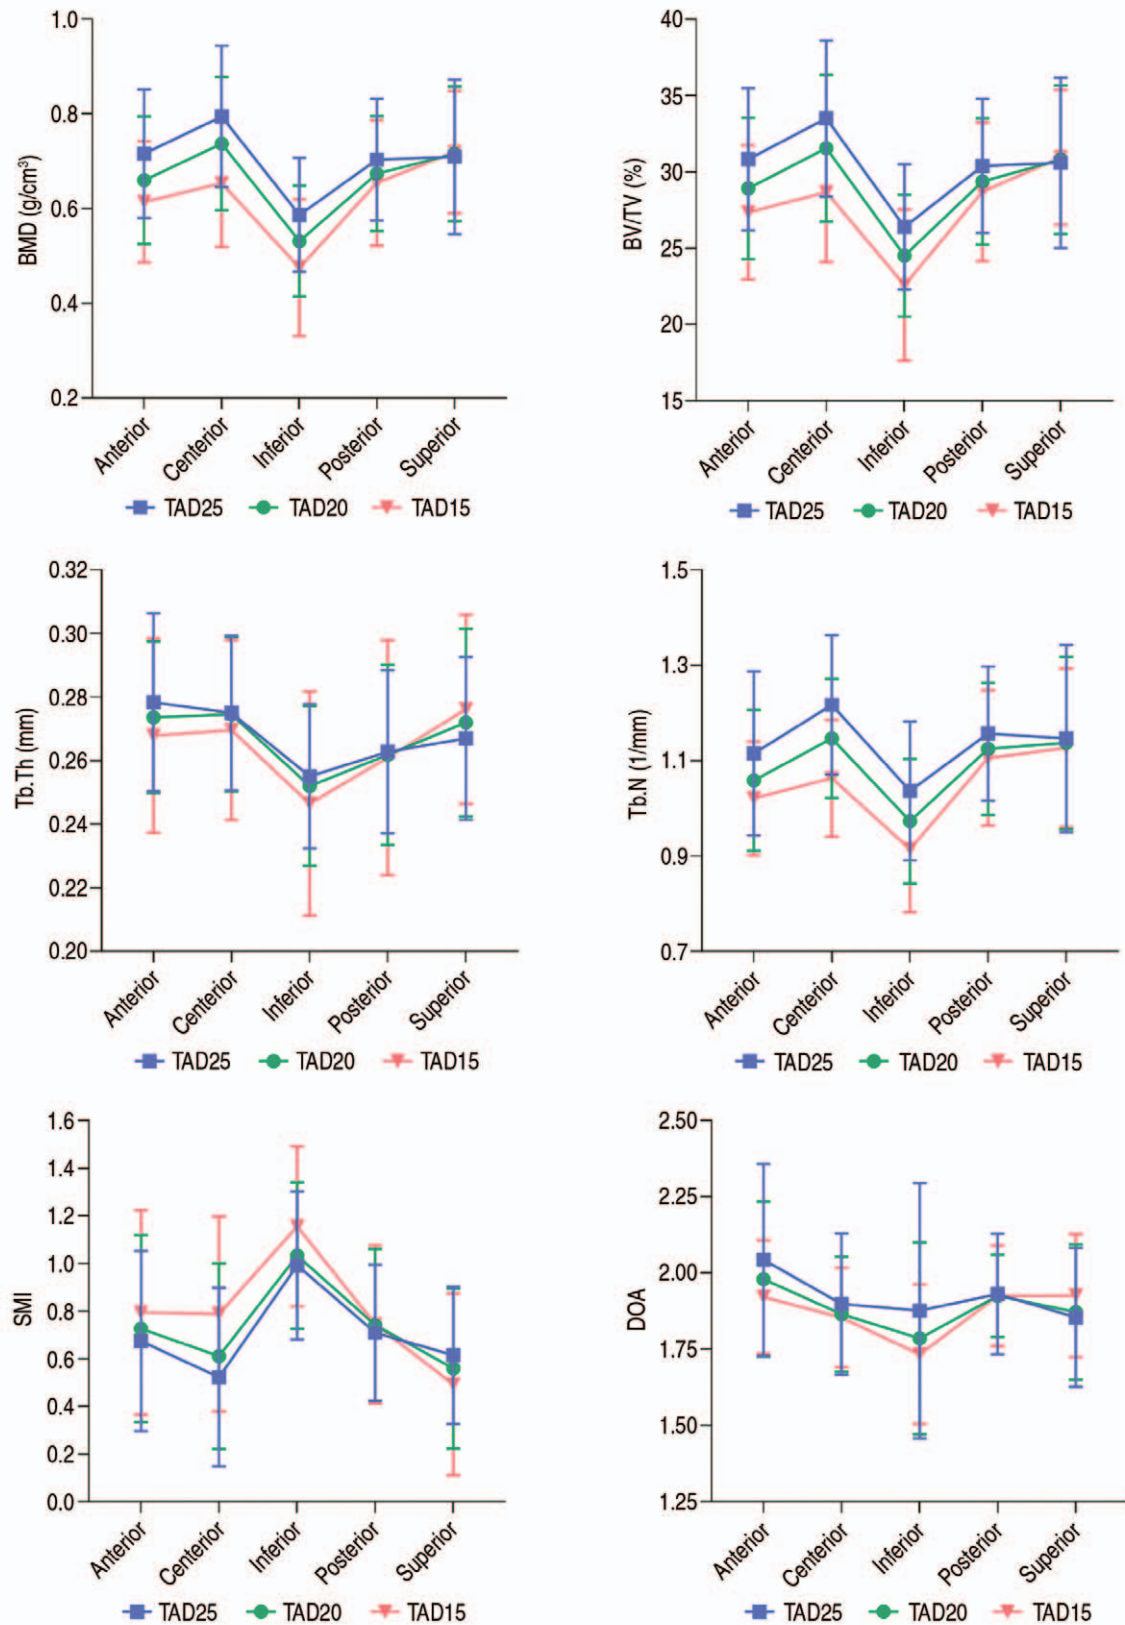 BMD (g/cm³)
1.0
0.8
0.6
0.4
0.2
Anterior
Centerior
Inferior
Posterior
Superior
TAD25 TAD20 TAD15
BV/TV (%)
40
35
30
25
20
15
Anterior
Centerior
Inferior
Posterior
Superior
TAD25 TAD20 TAD15
Tb.Th (mm)
0.32
0.30
0.28
0.26
0.24
0.22
0.20
Anterior
Centerior
Inferior
Posterior
Superior
TAD25 TAD20 TAD15
Tb.N (1/mm)
1.5
1.3
1.1
0.9
0.7
Anterior
Centerior
Inferior
Posterior
Superior
TAD25 TAD20 TAD15
SMI
1.6
1.4
1.2
1.0
0.8
0.6
0.4
0.2
0.0
Anterior
Centerior
Inferior
Posterior
Superior
TAD25 TAD20 TAD15
DOA
2.50
2.25
2.00
1.75
1.50
1.25
Anterior
Centerior
Inferior
Posterior
Superior
TAD25 TAD20 TAD15